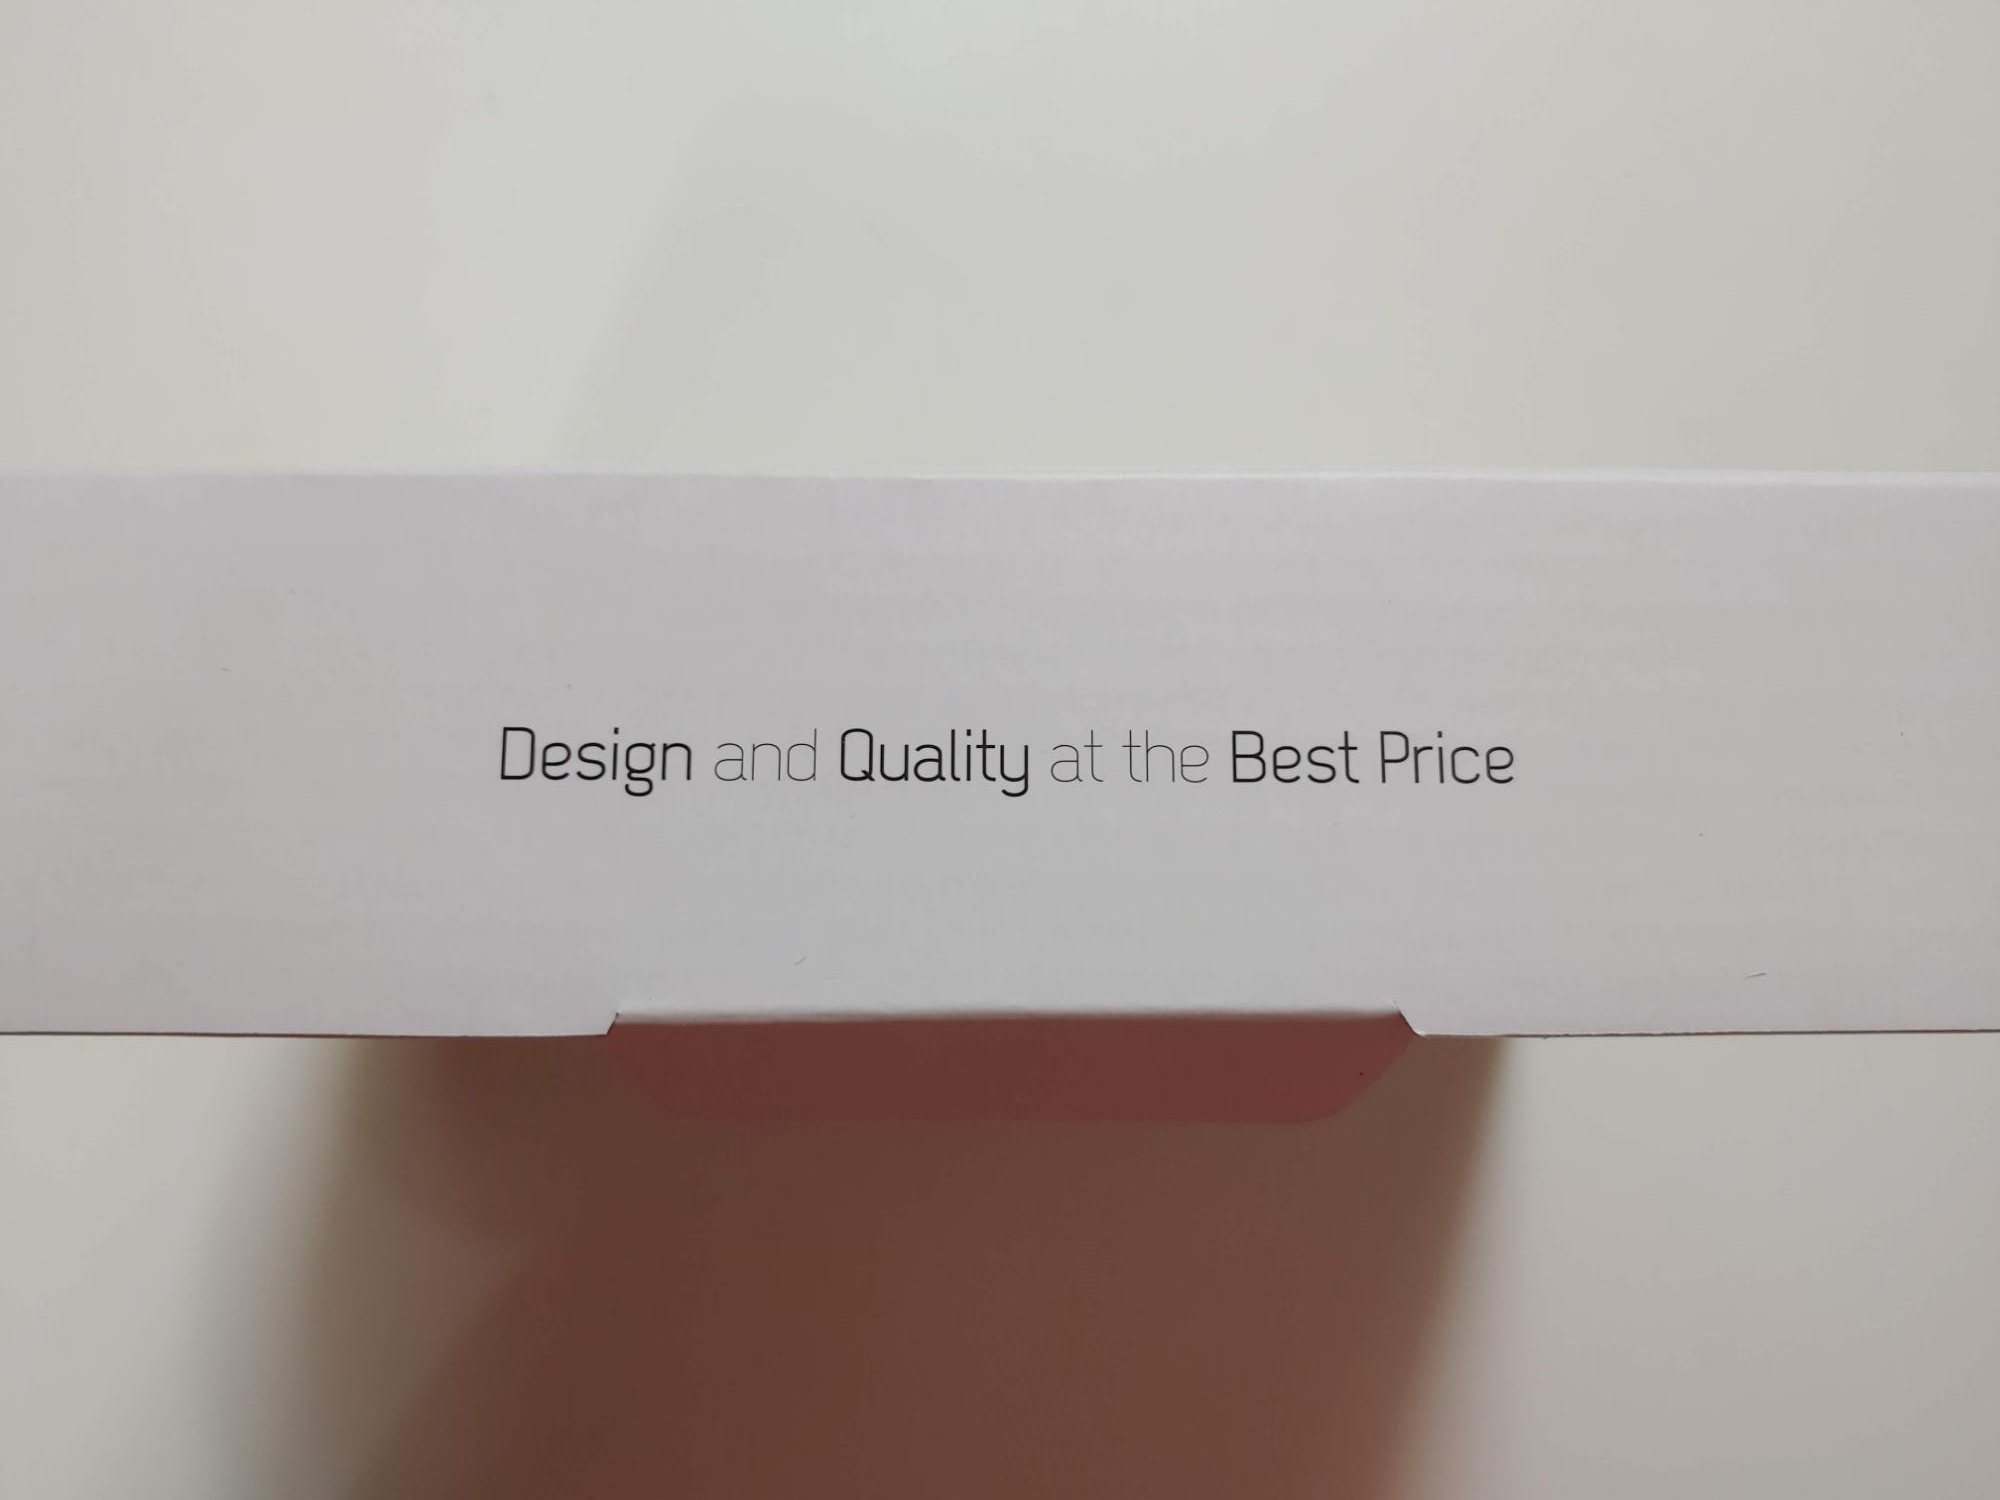 Design and Quality at the Best Price